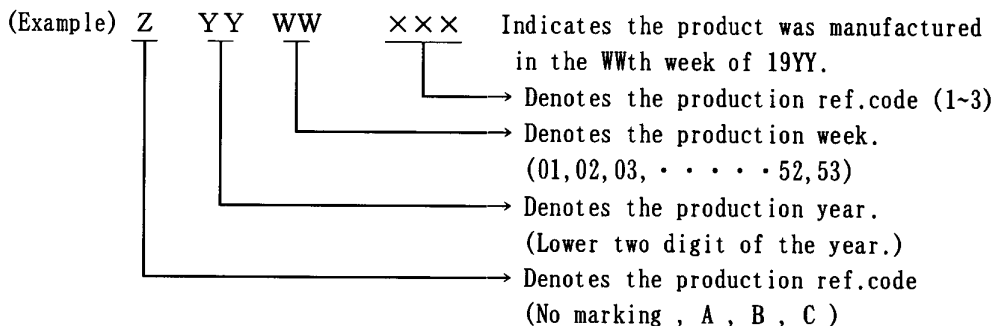 (Example) Z YY WW ××× Indicates the product was manufactured
in the WWth week of 19YY.
Denotes the production ref.code (1~3)
Denotes the production week.
(01,02,03, · · · · · 52,53)
Denotes the production year.
(Lower two digit of the year.)
Denotes the production ref.code
(No marking , A , B , C )